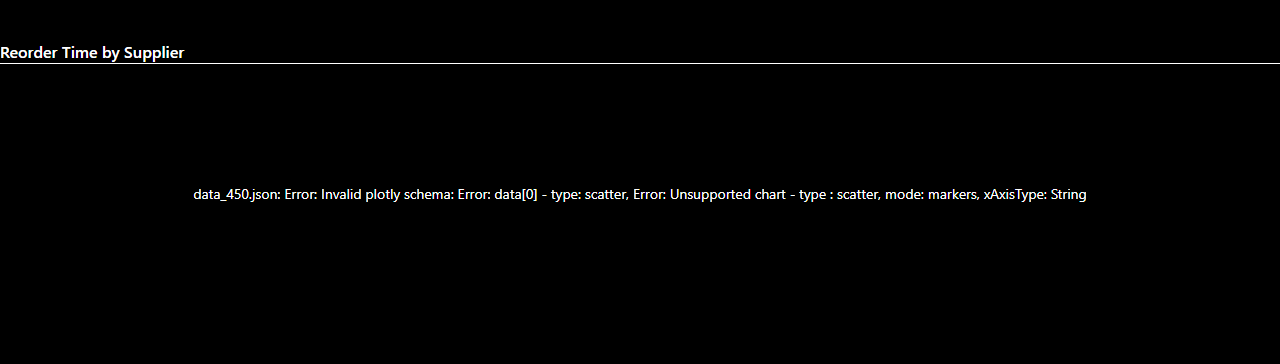 Reorder Time by Supplier
data_450.json: Error: Invalid plotly schema: Error: data[0] - type: scatter, Error: Unsupported chart - type : scatter, mode: markers, xAxisType: String